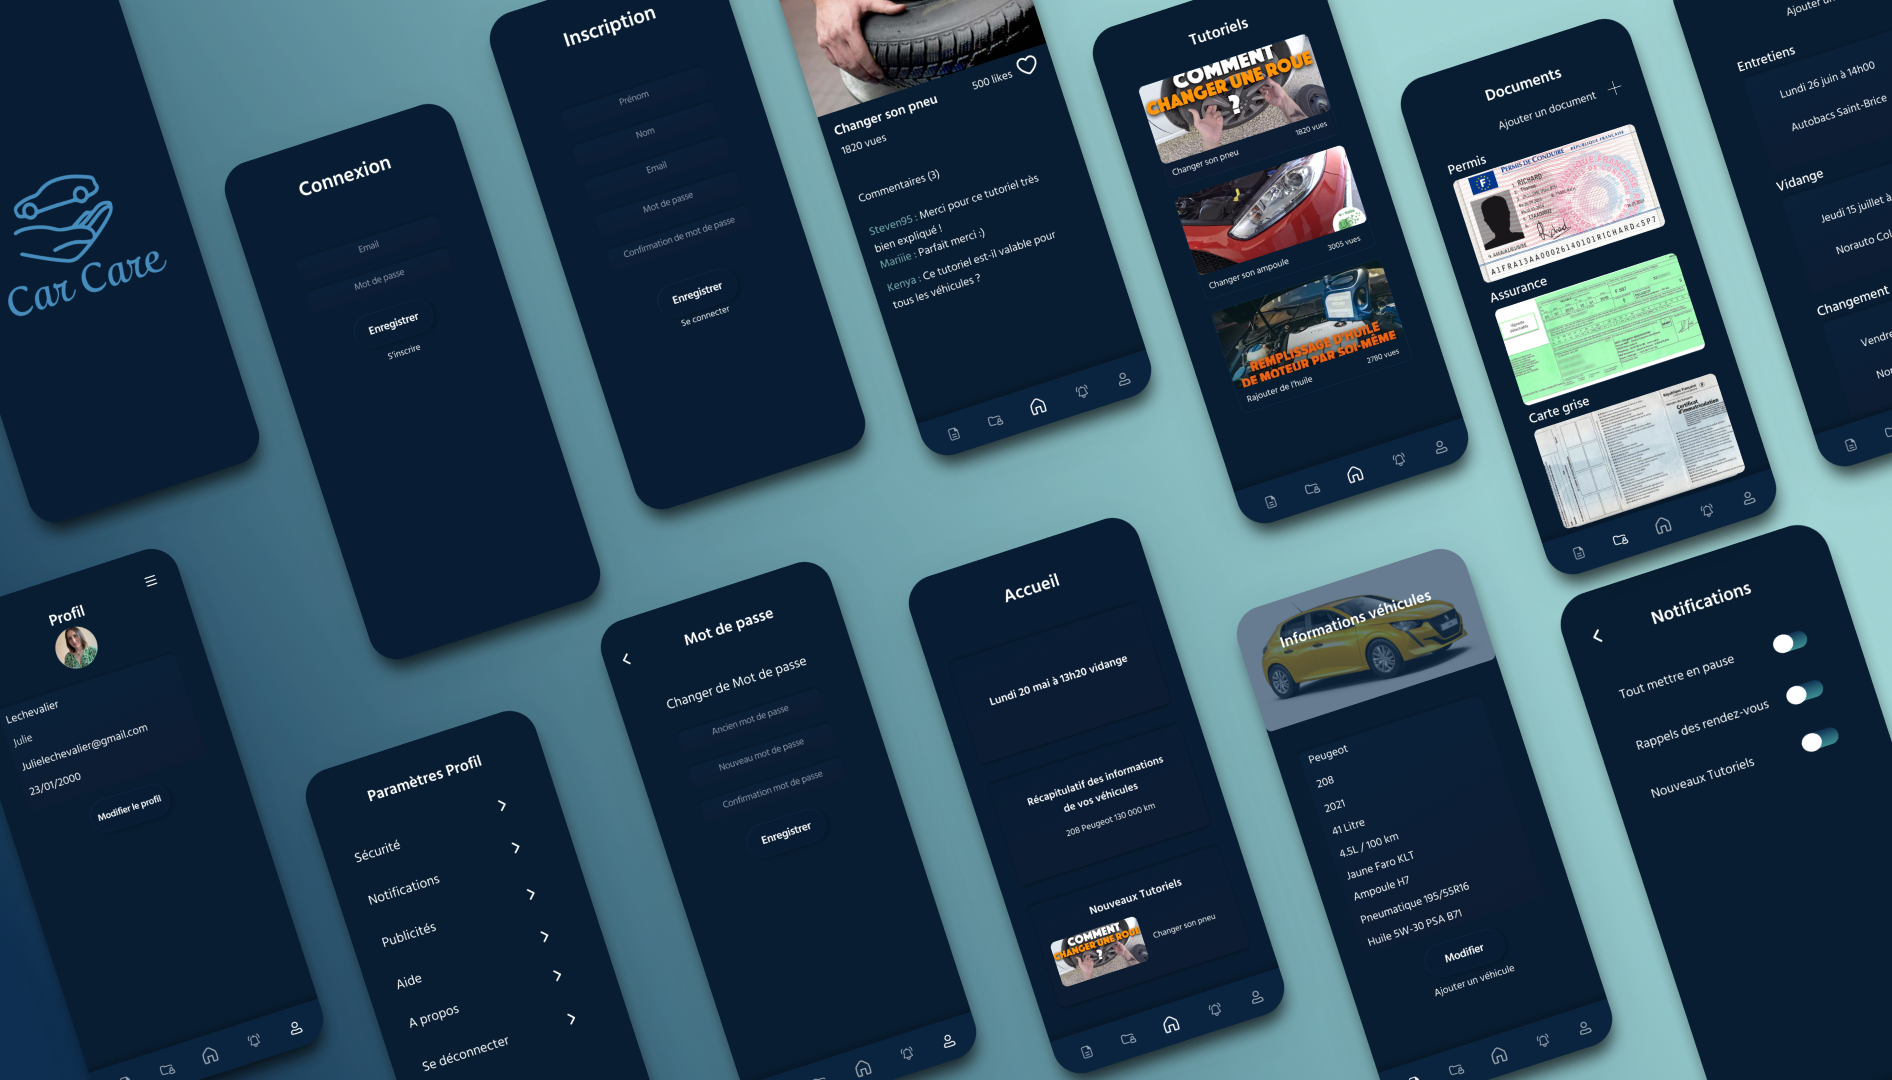 Car Care
Connexion
Email
Mot de passe
Enregistrer
S'inscrire
Inscription
Prénom
Nom
Email
Mot de passe
Confirmation de mot de passe
Enregistrer
Se connecter
500 likes
Changer son pneu
1820 vues
Commentaires (3)
Steven95 : Merci pour ce tutoriel très
bien expliqué !
Mariiie : Parfait merci :)
Kenya : Ce tutoriel est-il valable pour
tous les véhicules ?
Tutoriels
COMMENT
CHANGER UNE ROUE
?
1820 vues
Changer son pneu
3005 vues
Changer son ampoule
REMPLISSAGE D'HUILE
DE MOTEUR PAR SOI-MÊME
2780 vues
Rajouter de l'huile
Documents
Ajouter un document
Permis
F
PERMIS DE CONDUIRE
RÉPUBLIQUE FRANÇAISE
RICHARD
A1FRA13AA00026140101RICHARD<5P7
Assurance
Carte grise
Certificat
d'immatriculation
Ajouter
Entretiens
Lundi 26 juin à 14h00
Autobacs Saint-Brice
Vidange
Jeudi 15 juillet à
Norauto
Changement
Profil
Lechevalier
Julie
Julielechevalier@gmail.com
23/01/2000
Modifier le profil
Paramètres Profil
Sécurité
Notifications
Publicités
Aide
A propos
Se déconnecter
Mot de passe
Changer de Mot de passe
Ancien mot de passe
Nouveau mot de passe
Confirmation mot de passe
Enregistrer
Accueil
Lundi 20 mai à 13h20 vidange
Récapitulatif des informations
de vos véhicules
208 Peugeot 130 000 km
Nouveaux Tutoriels
COMMENT
CHANGER UNE ROUE
?
Changer son pneu
Informations véhicules
Peugeot
208
2021
41 Litre
4.5L / 100 km
Jaune Faro KLT
Ampoule H7
Pneumatique 195/55R16
Huile 5W-30 PSA B71
Modifier
Ajouter un véhicule
Notifications
Tout mettre en pause
Rappels des rendez-vous
Nouveaux Tutoriels